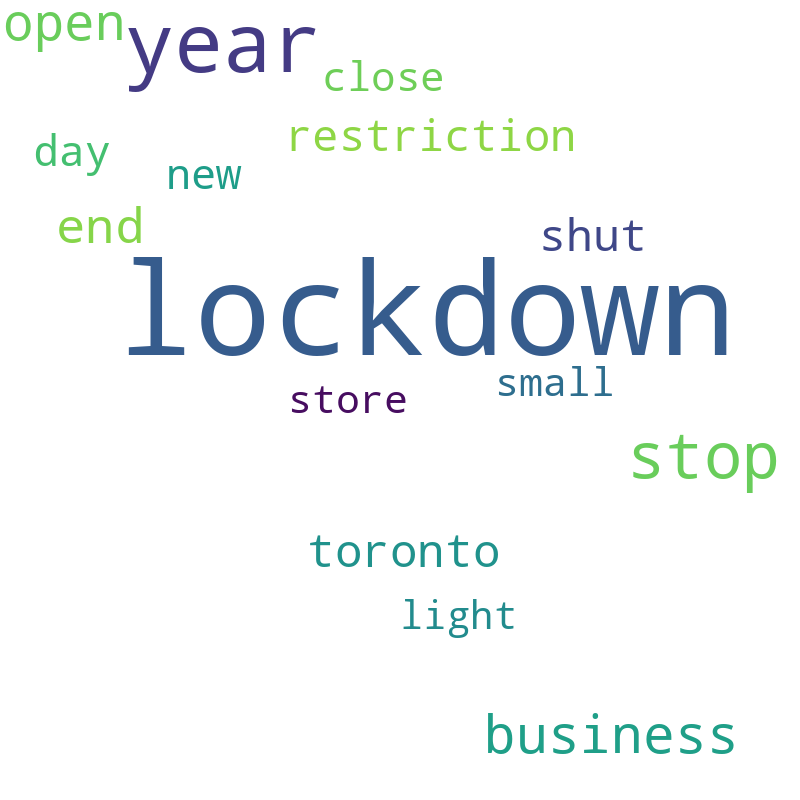 open
year
close
restriction
day
new
end
shut
lockdown
small
store
stop
toronto
light
business